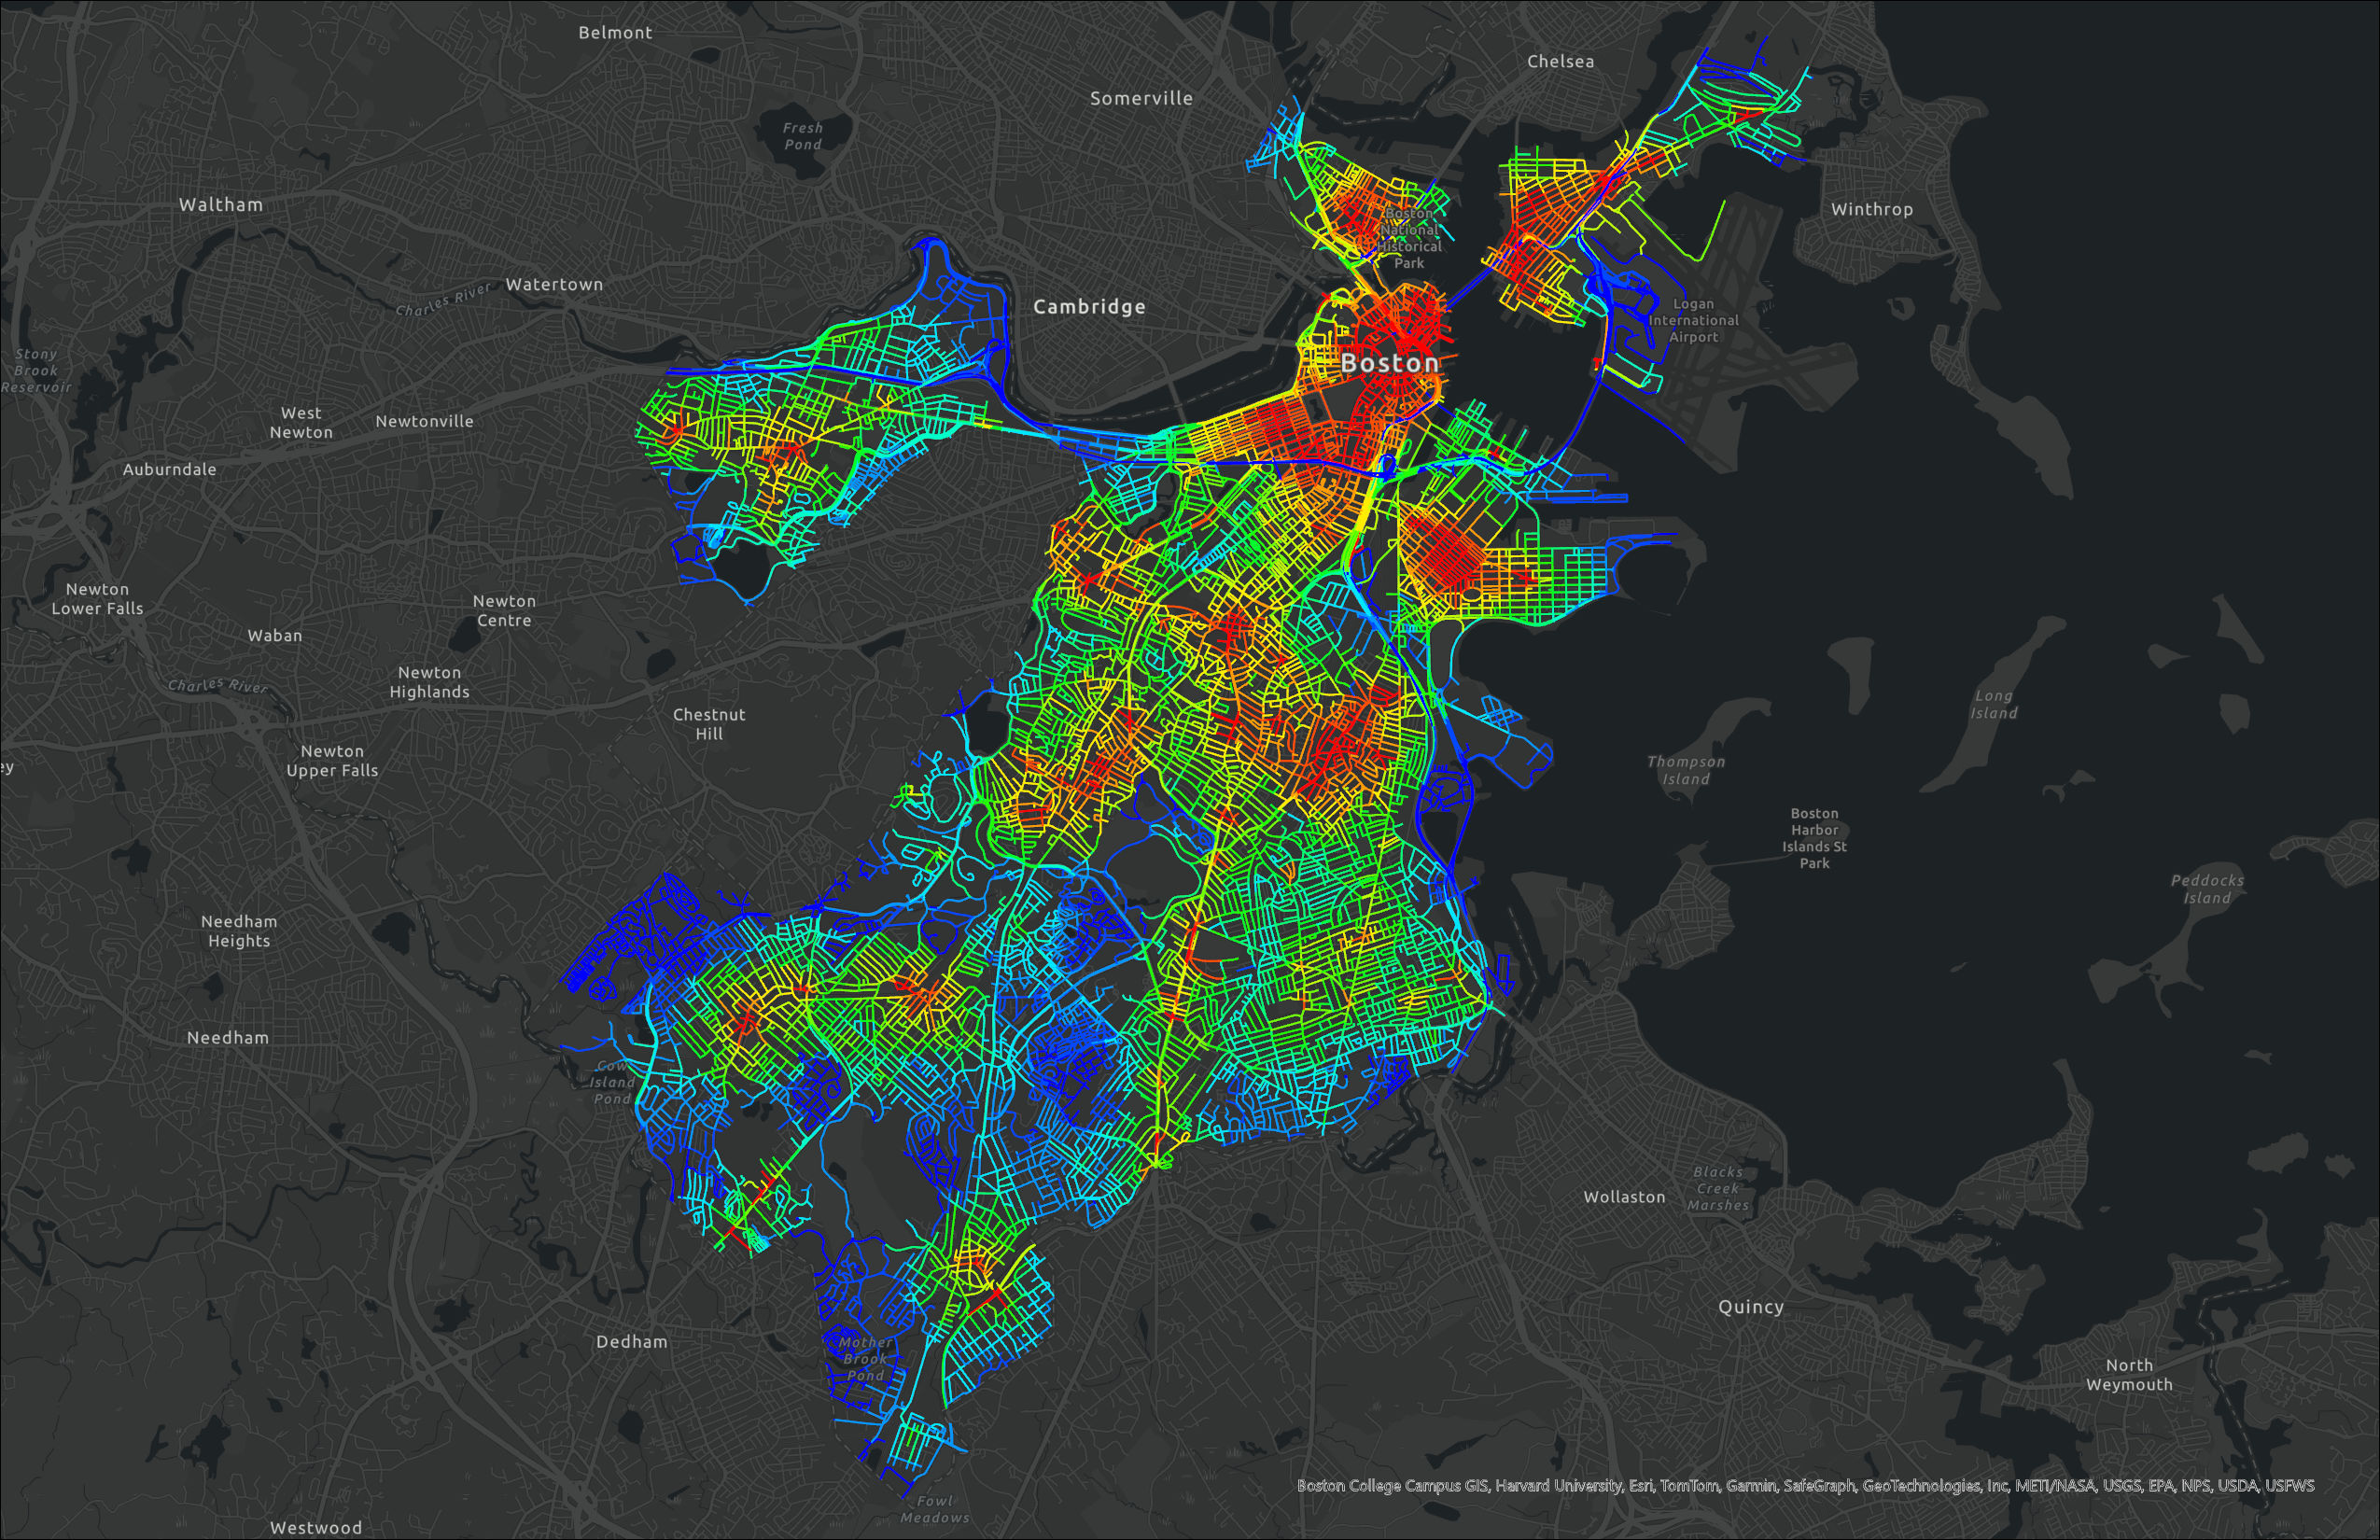 Belmont
Chelsea
Somerville
Fresh
Pond
Waltham
Winthrop
Boston
National
Historical
Park
Watertown
Charles River
Cambridge
Logan
International
Airport
Boston
Stony
Brook
Reservoir
West
Newton
Newtonville
Auburndale
Newton
Lower Falls
Newton
Centre
Waban
Newton
Highlands
Charles River
Long
Island
Chestnut
Hill
Newton
Upper Falls
ey
Thompson
Island
Boston
Harbor
Islands St
Park
Peddocks
Island
Needham
Heights
Needham
Cow
Island
Pond
Blacks
Creek
Marshes
Wollaston
Quincy
Dedham
Mother
Brook
Pond
North
Weymouth
Boston College Campus GIS, Harvard University, Esri, TomTom, Garmin, SafeGraph, GeoTechnologies, Inc, METI/NASA, USGS, EPA, NPS, USDA, USFWS
Fowl
Meadows
Westwood